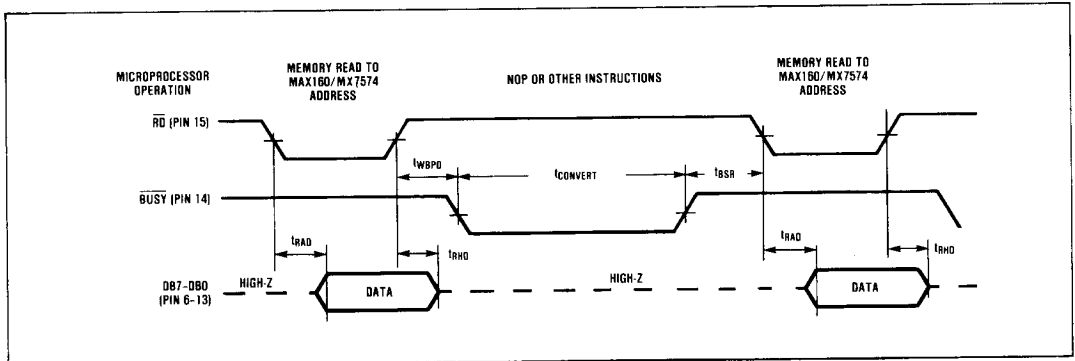 MICROPROCESSOR
OPERATION
MEMORY READ TO
MAX160/MX7574
ADDRESS
NOP OR OTHER INSTRUCTIONS
MEMORY READ TO
MAX160/MX7574
ADDRESS
RD (PIN 15)
tWBPD
tCONVERT
tBSR
BUSY (PIN 14)
tRAD
tRHD
tRAD
tRHD
DB7-DB0
(PIN 6-13)
HIGH-Z
DATA
HIGH-Z
DATA